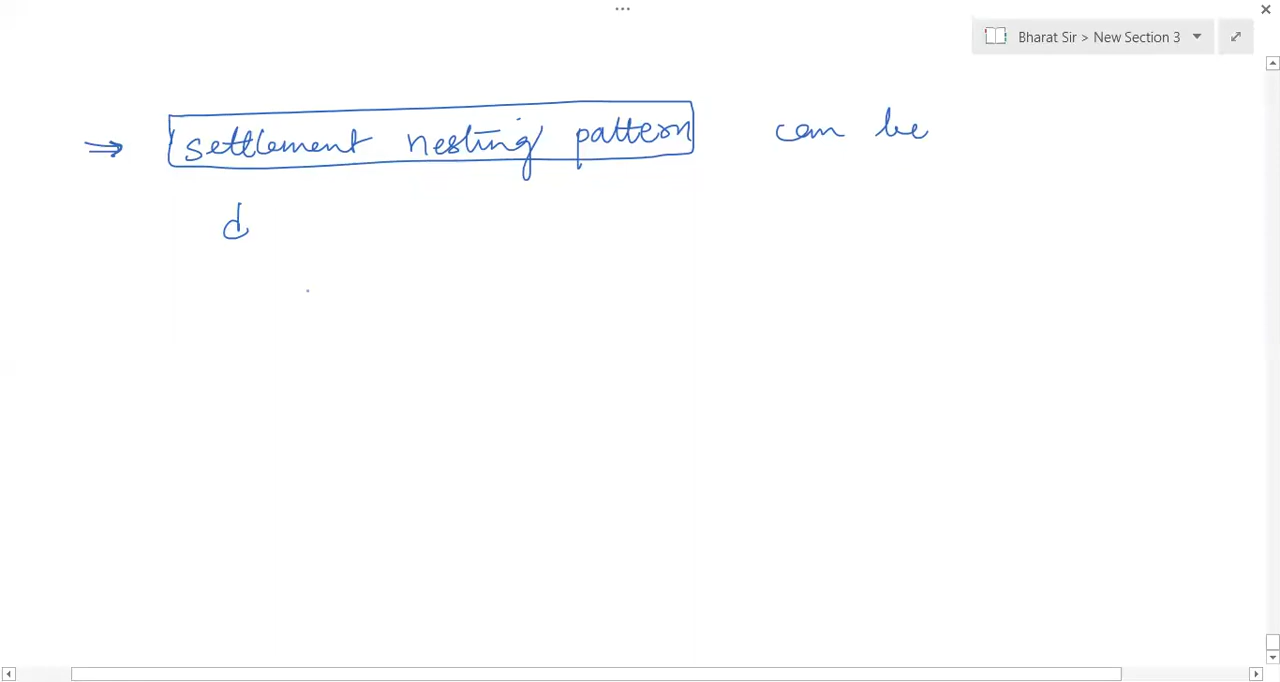 ...
Bharat Sir > New Section 3
⇒ settlement nesting pattern can be
d